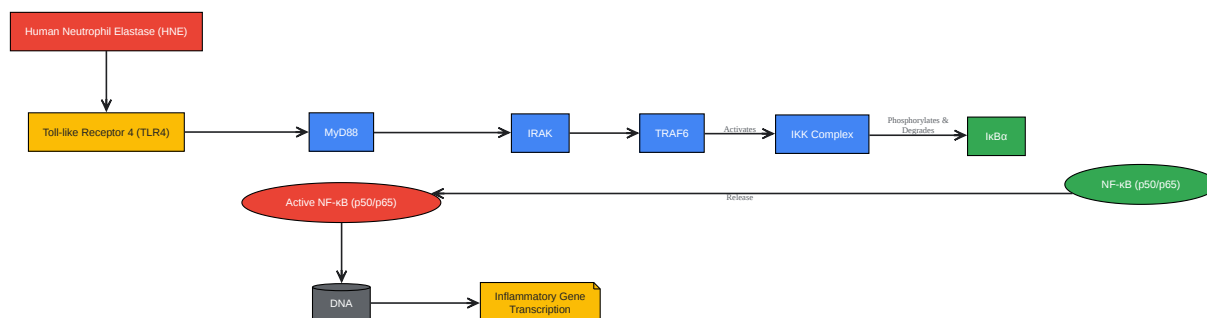 Human Neutrophil Elastase (HNE)
Toll-like Receptor 4 (TLR4)
MyD88
IRAK
TRAF6
Activates
IKK Complex
Phosphorylates &
Degrades
IκBα
NF-κB (p50/p65)
Active NF-κB (p50/p65)
Release
DNA
Inflammatory Gene
Transcription